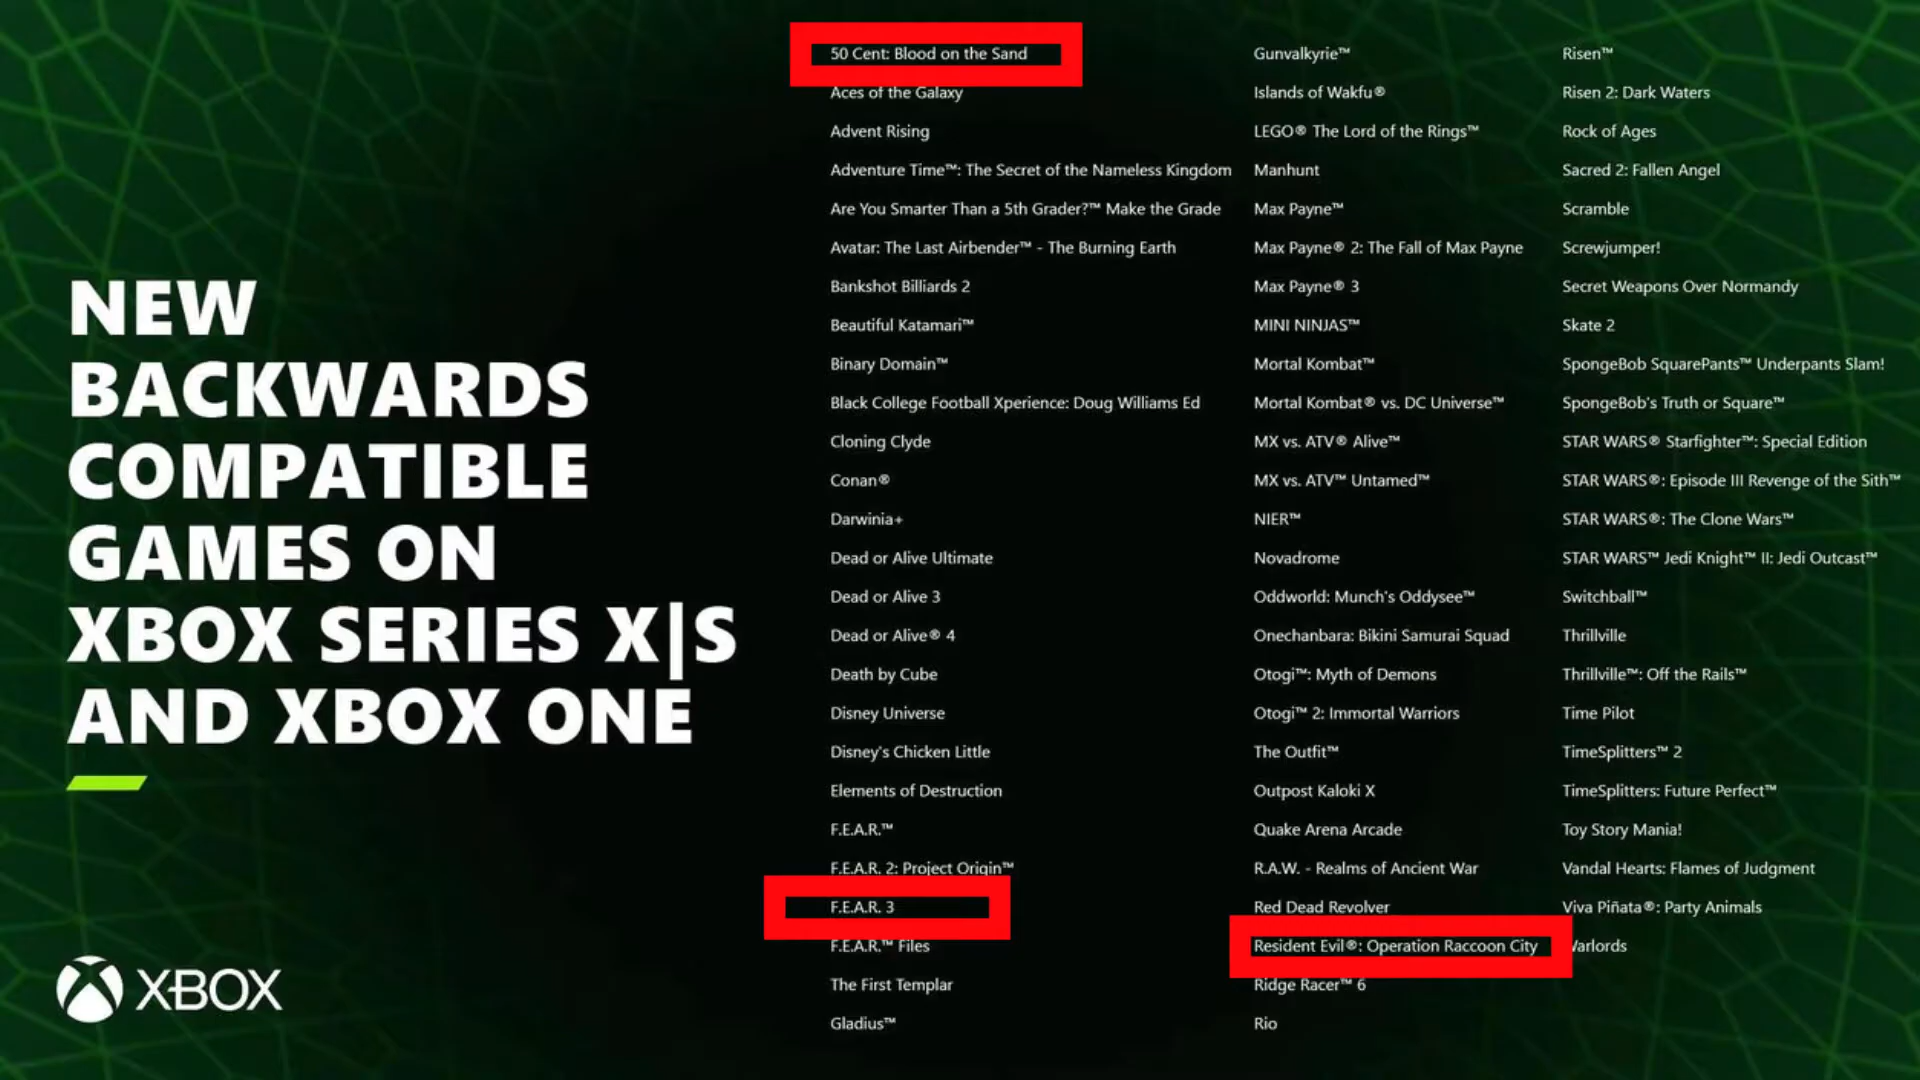 NEW
BACKWARDS
COMPATIBLE
GAMES ON
XBOX SERIES X|S
AND XBOX ONE
XBOX
50 Cent: Blood on the Sand
Aces of the Galaxy
Advent Rising
Adventure Time™: The Secret of the Nameless Kingdom
Are You Smarter Than a 5th Grader?™ Make the Grade
Avatar: The Last Airbender™ - The Burning Earth
Bankshot Billiards 2
Beautiful Katamari™
Binary Domain™
Black College Football Xperience: Doug Williams Ed
Cloning Clyde
Conan®
Darwinia+
Dead or Alive Ultimate
Dead or Alive 3
Dead or Alive® 4
Death by Cube
Disney Universe
Disney's Chicken Little
Elements of Destruction
F.E.A.R.™
F.E.A.R. 2: Project Origin™
F.E.A.R. 3
F.E.A.R.™ Files
The First Templar
Gladius™
Gunvalkyrie™
Islands of Wakfu®
LEGO® The Lord of the Rings™
Manhunt
Max Payne™
Max Payne® 2: The Fall of Max Payne
Max Payne® 3
MINI NINJAS™
Mortal Kombat™
Mortal Kombat® vs. DC Universe™
MX vs. ATV® Alive™
MX vs. ATV™ Untamed™
NIER™
Novadrome
Oddworld: Munch's Oddysee™
Onechanbara: Bikini Samurai Squad
Otogi™: Myth of Demons
Otogi™ 2: Immortal Warriors
The Outfit™
Outpost Kaloki X
Quake Arena Arcade
R.A.W. - Realms of Ancient War
Red Dead Revolver
Resident Evil®: Operation Raccoon City
Ridge Racer™ 6
Rio
Risen™
Risen 2: Dark Waters
Rock of Ages
Sacred 2: Fallen Angel
Scramble
Screwjumper!
Secret Weapons Over Normandy
Skate 2
SpongeBob SquarePants™ Underpants Slam!
SpongeBob's Truth or Square™
STAR WARS® Starfighter™: Special Edition
STAR WARS®: Episode III Revenge of the Sith™
STAR WARS®: The Clone Wars™
STAR WARS™ Jedi Knight™ II: Jedi Outcast™
Switchball™
Thrillville
Thrillville™: Off the Rails™
Time Pilot
TimeSplitters™ 2
TimeSplitters: Future Perfect™
Toy Story Mania!
Vandal Hearts: Flames of Judgment
Viva Piñata®: Party Animals
Warlords